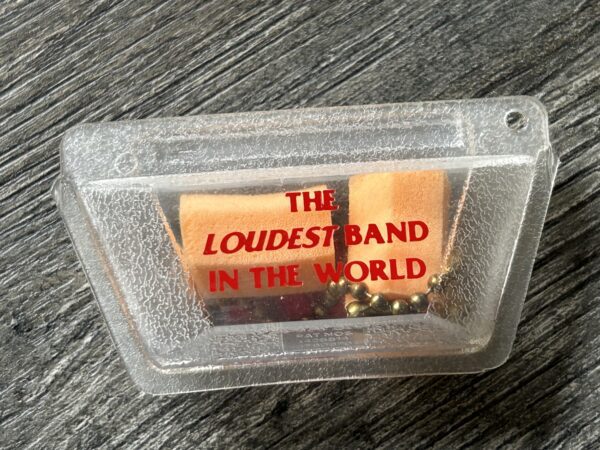 THE
LOUDEST BAND
IN THE WORLD